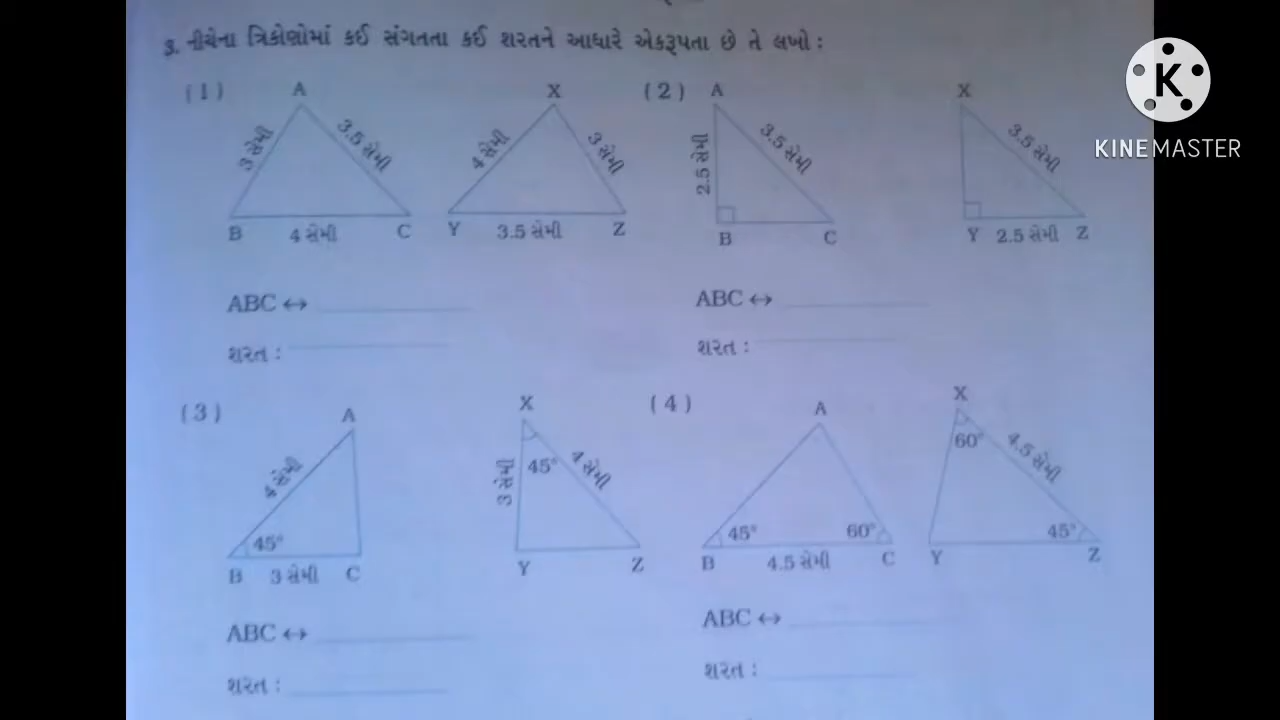 3. નીચેના ત્રિકોણોમાં કઈ સંગતતા કઈ શરતને આધારે એકરૂપતા છે તે લખો :
K
KINEMASTER
(1)
A
3 સેમી
3.5 સેમી
B
4 સેમી
C
X
4 સેમી
3 સેમી
Y
3.5 સેમી
Z
ABC ↔
શરત :
(2)
A
2.5 સેમી
3.5 સેમી
B
C
X
3.5 સેમી
Y
2.5 સેમી
Z
ABC ↔
શરત :
(3)
A
4 સેમી
45°
B
3 સેમી
C
X
3 સેમી
45°
4 સેમી
Y
Z
ABC ↔
શરત :
(4)
A
45°
60°
B
4.5 સેમી
C
X
60°
4.5 સેમી
45°
Y
Z
ABC ↔
શરત :